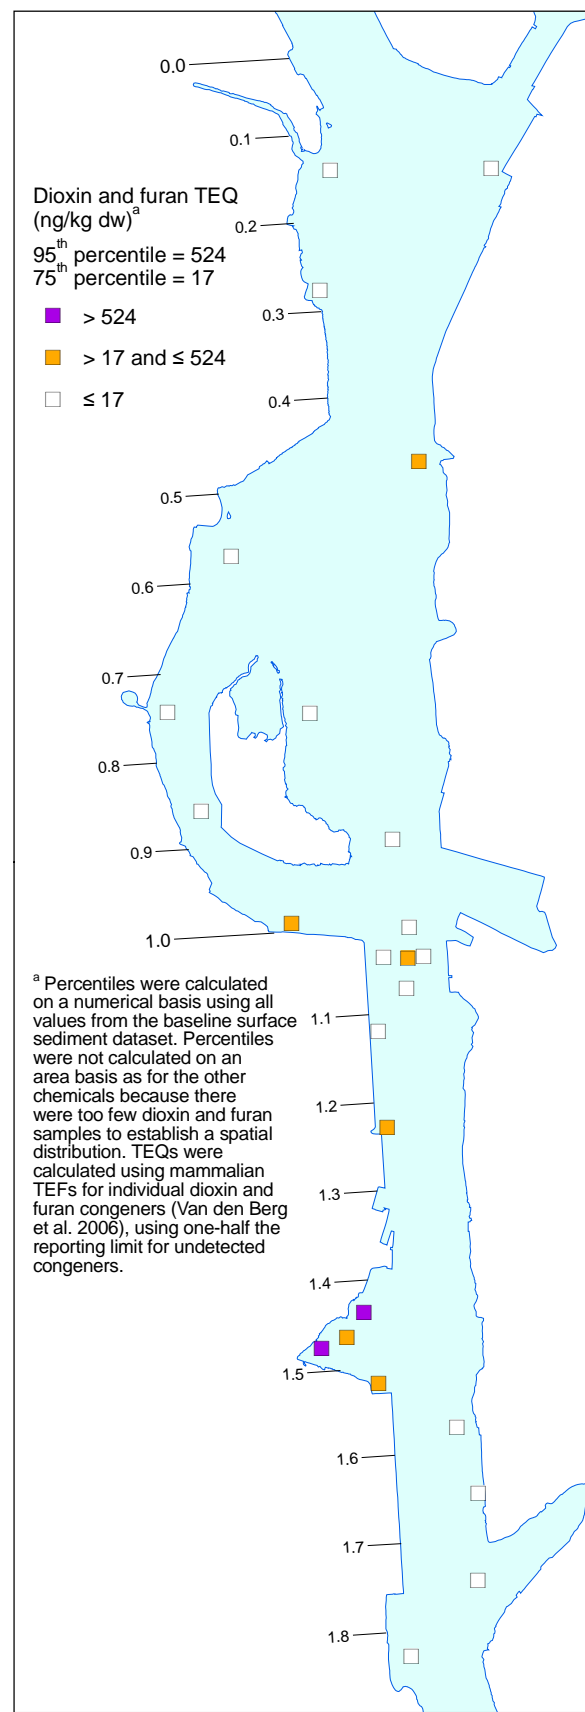 0.0
0.1
Dioxin and furan TEQ
(ng/kg dw)a
0.2
95th percentile = 524
75th percentile = 17
> 524
0.3
> 17 and ≤ 524
≤ 17
0.4
0.5
0.6
0.7
0.8
0.9
1.0
a Percentiles were calculated
on a numerical basis using all
values from the baseline surface
sediment dataset. Percentiles
were not calculated on an
area basis as for the other
chemicals because there
were too few dioxin and furan
samples to establish a spatial
distribution. TEQs were
calculated using mammalian
TEFs for individual dioxin and
furan congeners (Van den Berg
et al. 2006), using one-half the
reporting limit for undetected
congeners.
1.1
1.2
1.3
1.4
1.5
1.6
1.7
1.8